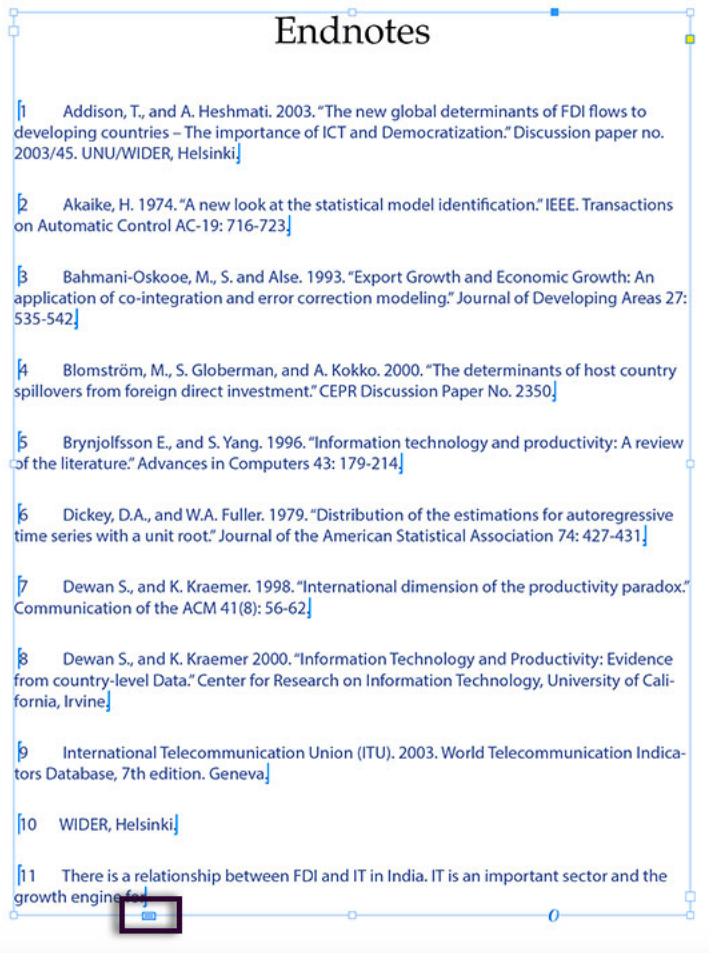 Endnotes
1 Addison, T., and A. Heshmati. 2003. “The new global determinants of FDI flows to
developing countries – The importance of ICT and Democratization.” Discussion paper no.
2003/45. UNU/WIDER, Helsinki.
2 Akaike, H. 1974. “A new look at the statistical model identification.” IEEE. Transactions
on Automatic Control AC-19: 716-723.
3 Bahmani-Oskooe, M., S. and Alse. 1993. “Export Growth and Economic Growth: An
application of co-integration and error correction modeling.” Journal of Developing Areas 27:
535-542.
4 Blomström, M., S. Globerman, and A. Kokko. 2000. “The determinants of host country
spillovers from foreign direct investment.” CEPR Discussion Paper No. 2350.
5 Brynjolfsson E., and S. Yang. 1996. “Information technology and productivity: A review
of the literature.” Advances in Computers 43: 179-214.
6 Dickey, D.A., and W.A. Fuller. 1979. “Distribution of the estimations for autoregressive
time series with a unit root.” Journal of the American Statistical Association 74: 427-431.
7 Dewan S., and K. Kraemer. 1998. “International dimension of the productivity paradox.”
Communication of the ACM 41(8): 56-62.
8 Dewan S., and K. Kraemer 2000. “Information Technology and Productivity: Evidence
from country-level Data.” Center for Research on Information Technology, University of Cali-
fornia, Irvine.
9 International Telecommunication Union (ITU). 2003. World Telecommunication Indica-
tors Database, 7th edition. Geneva.
10 WIDER, Helsinki.
11 There is a relationship between FDI and IT in India. IT is an important sector and the
growth engine for